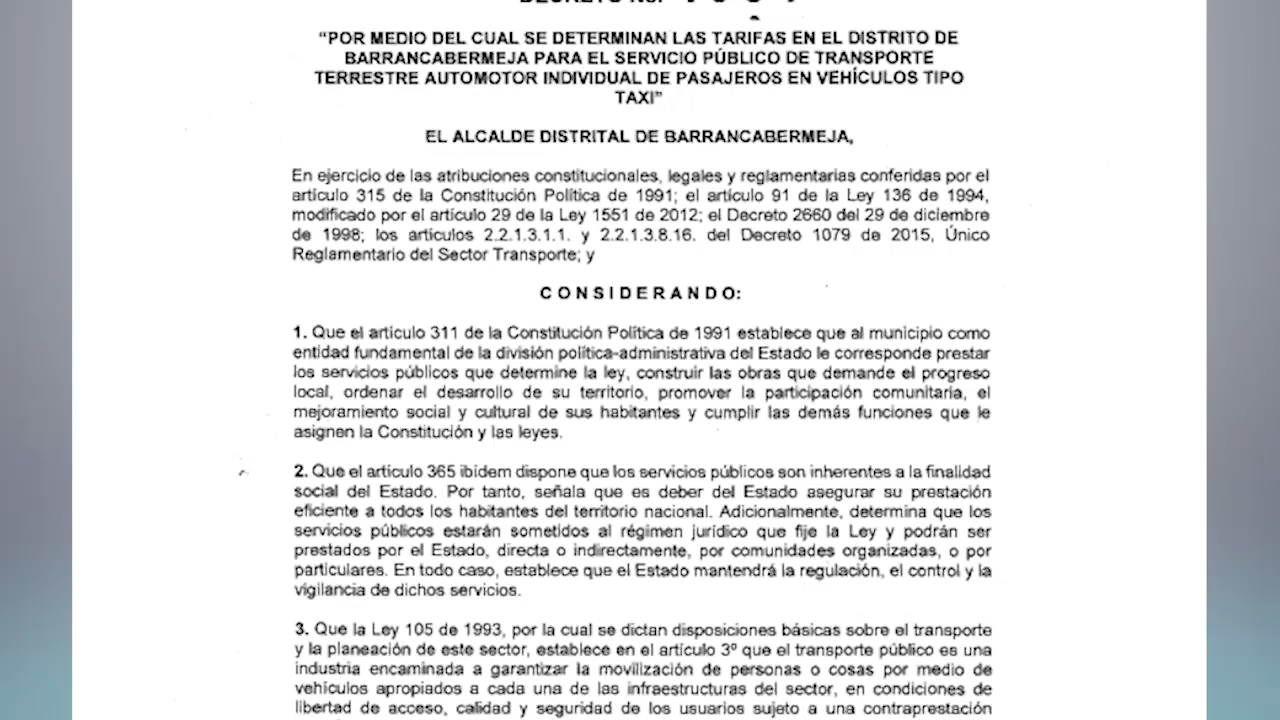 DECRETO No.
“POR MEDIO DEL CUAL SE DETERMINAN LAS TARIFAS EN EL DISTRITO DE
BARRANCABERMEJA PARA EL SERVICIO PÚBLICO DE TRANSPORTE
TERRESTRE AUTOMOTOR INDIVIDUAL DE PASAJEROS EN VEHÍCULOS TIPO
TAXI”
EL ALCALDE DISTRITAL DE BARRANCABERMEJA,
En ejercicio de las atribuciones constitucionales, legales y reglamentarias conferidas por el
artículo 315 de la Constitución Política de 1991; el artículo 91 de la Ley 136 de 1994,
modificado por el artículo 29 de la Ley 1551 de 2012; el Decreto 2660 del 29 de diciembre
de 1998; los artículos 2.2.1.3.1.1. y 2.2.1.3.8.16. del Decreto 1079 de 2015, Único
Reglamentario del Sector Transporte; y
CONSIDERANDO:
1. Que el artículo 311 de la Constitución Política de 1991 establece que al municipio como
entidad fundamental de la división política-administrativa del Estado le corresponde prestar
los servicios públicos que determine la ley, construir las obras que demande el progreso
local, ordenar el desarrollo de su territorio, promover la participación comunitaria, el
mejoramiento social y cultural de sus habitantes y cumplir las demás funciones que le
asignen la Constitución y las leyes.
2. Que el artículo 365 ibídem dispone que los servicios públicos son inherentes a la finalidad
social del Estado. Por tanto, señala que es deber del Estado asegurar su prestación
eficiente a todos los habitantes del territorio nacional. Adicionalmente, determina que los
servicios públicos estarán sometidos al régimen jurídico que fije la Ley y podrán ser
prestados por el Estado, directa o indirectamente, por comunidades organizadas, o por
particulares. En todo caso, establece que el Estado mantendrá la regulación, el control y la
vigilancia de dichos servicios.
3. Que la Ley 105 de 1993, por la cual se dictan disposiciones básicas sobre el transporte
y la planeación de este sector, establece en el artículo 3º que el transporte público es una
industria encaminada a garantizar la movilización de personas o cosas por medio de
vehículos apropiados a cada una de las infraestructuras del sector, en condiciones de
libertad de acceso, calidad y seguridad de los usuarios sujeto a una contraprestación